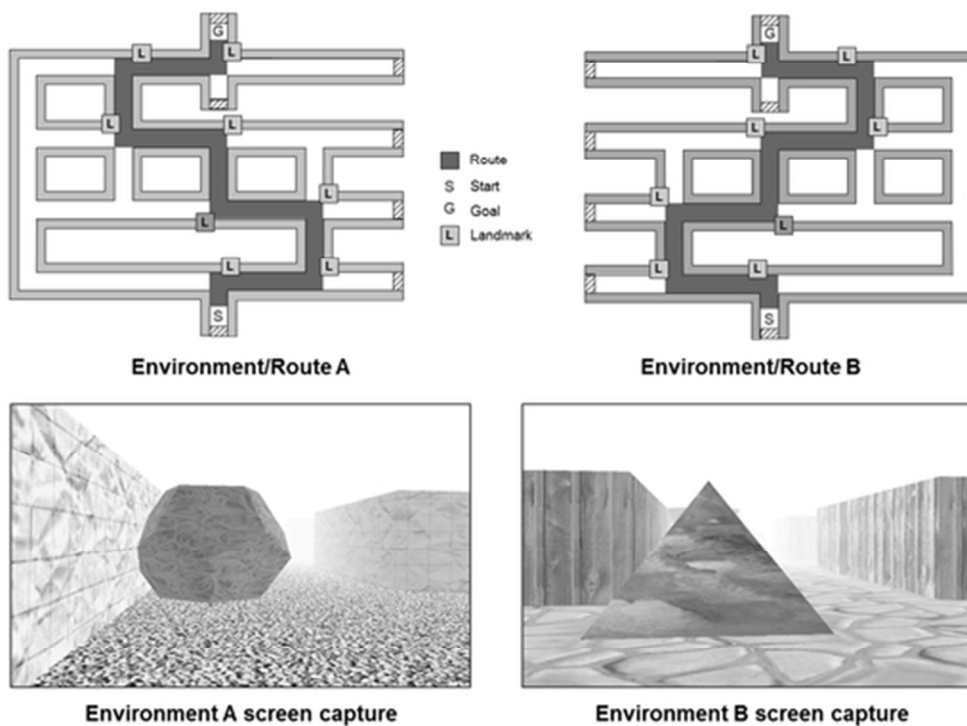 G
L L
L L
L
L
L L
S
Route
S Start
G Goal
L Landmark
G
L L
L L
L
L
L
S
Environment/Route A
Environment/Route B
Environment A screen capture
Environment B screen capture